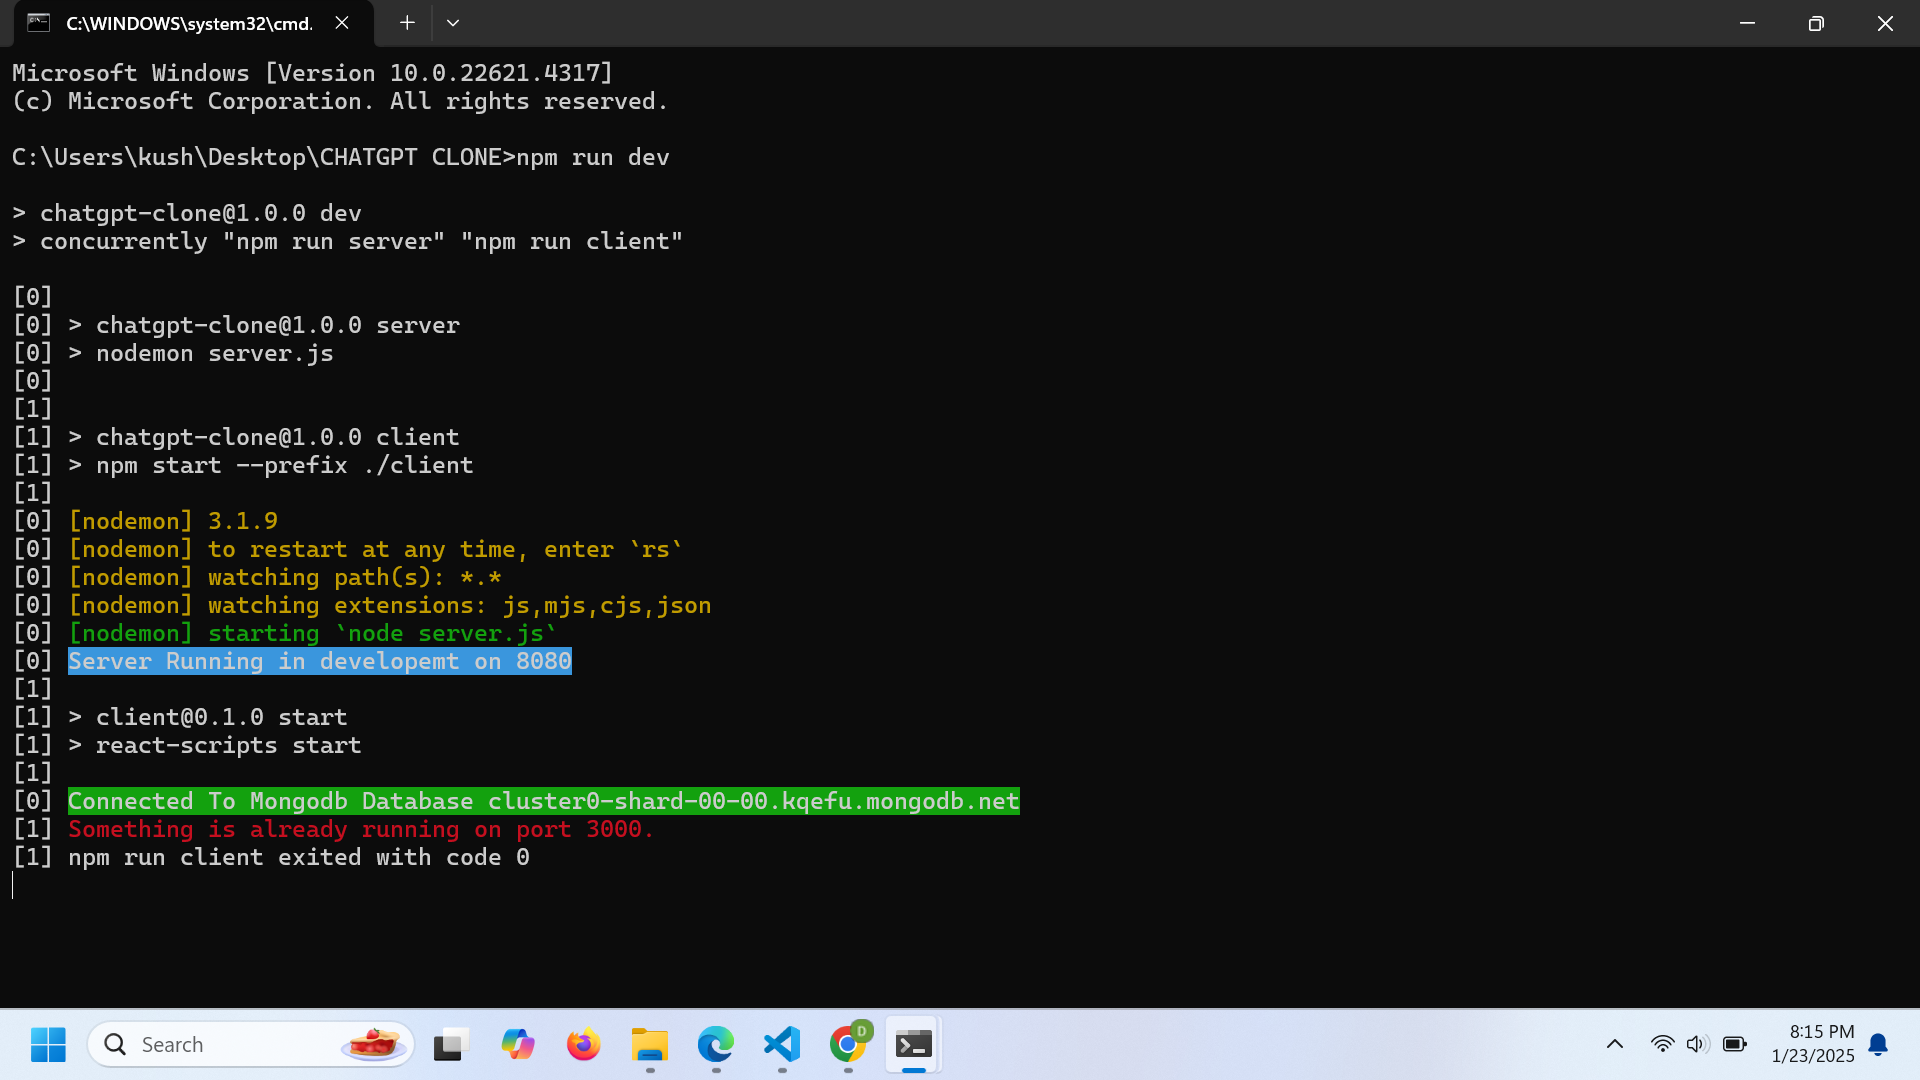 C:\WINDOWS\system32\cmd.
Microsoft Windows [Version 10.0.22621.4317]
(c) Microsoft Corporation. All rights reserved.
C:\Users\kush\Desktop\CHATGPT CLONE>npm run dev
> chatgpt-clone@1.0.0 dev
> concurrently "npm run server" "npm run client"
[0]
[0] > chatgpt-clone@1.0.0 server
[0] > nodemon server.js
[0]
[1]
[1] > chatgpt-clone@1.0.0 client
[1] > npm start --prefix ./client
[1]
[0] [nodemon] 3.1.9
[0] [nodemon] to restart at any time, enter `rs`
[0] [nodemon] watching path(s): *.*
[0] [nodemon] watching extensions: js,mjs,cjs,json
[0] [nodemon] starting `node server.js`
[0] Server Running in developemt on 8080
[1]
[1] > client@0.1.0 start
[1] > react-scripts start
[1]
[0] Connected To Mongodb Database cluster0-shard-00-00.kqefu.mongodb.net
[1] Something is already running on port 3000.
[1] npm run client exited with code 0
Search
D
8:15 PM
1/23/2025